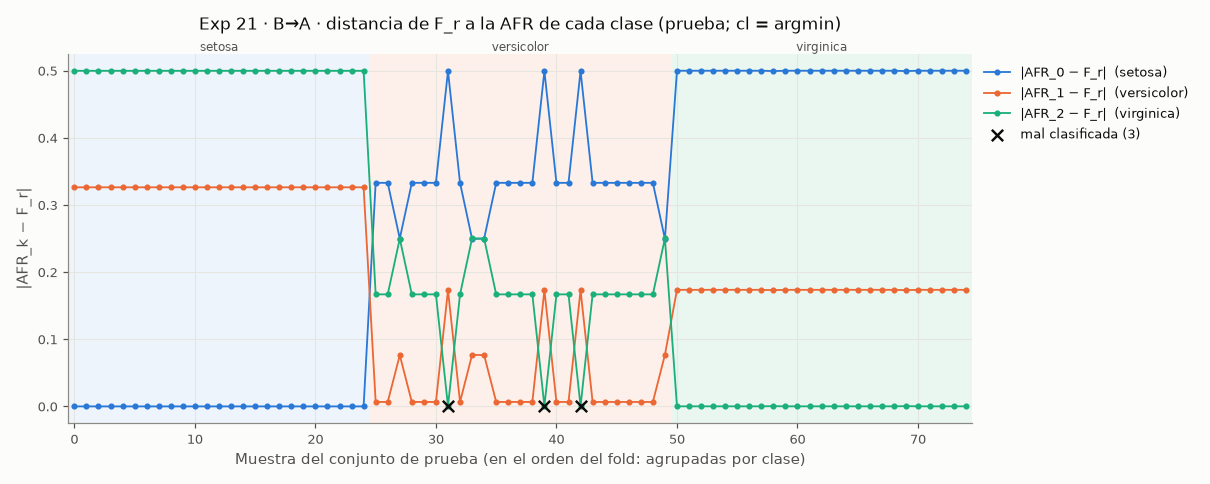 Exp 21 · B→A · distancia de F_r a la AFR de cada clase (prueba; cl = argmin)
setosa versicolor virginica
|AFR_0 − F_r| (setosa)
|AFR_1 − F_r| (versicolor)
|AFR_2 − F_r| (virginica)
mal clasificada (3)
|AFR_k − F_r|
0.5
0.4
0.3
0.2
0.1
0.0
0 10 20 30 40 50 60 70
Muestra del conjunto de prueba (en el orden del fold: agrupadas por clase)